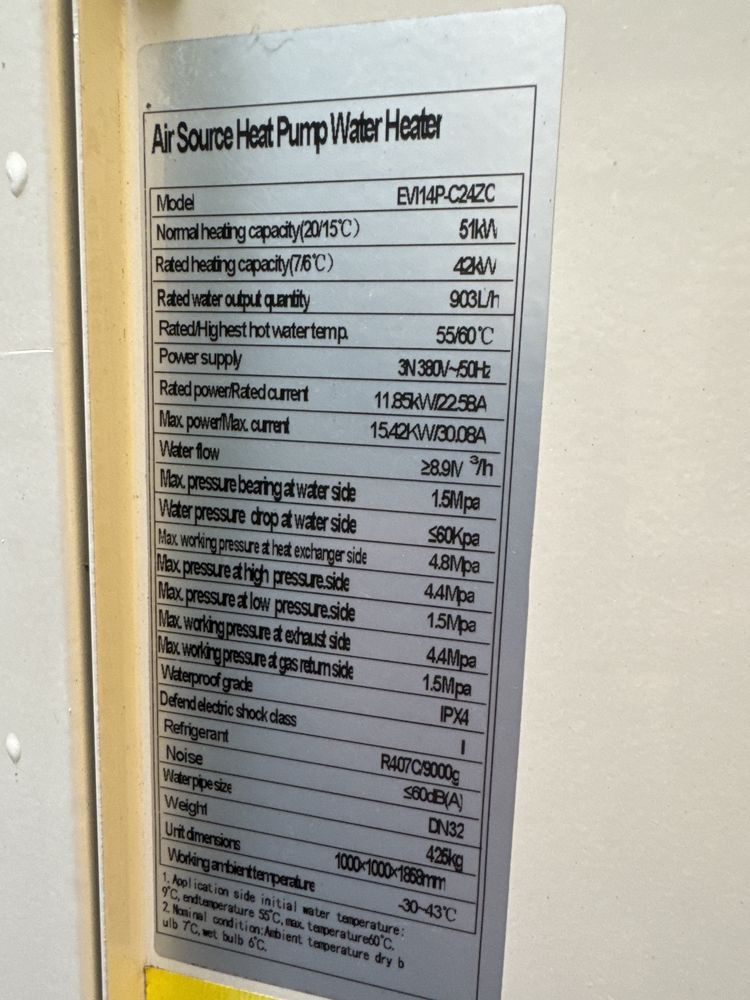 Air Source Heat Pump Water Heater
Model EVI14P-C24ZC
Normal heating capacity(20/15℃) 51kW
Rated heating capacity(7/6℃) 42kW
Rated water output quantity 903L/h
Rated/Highest hot water temp. 55/60℃
Power supply 3N 380V~/50Hz
Rated power/Rated current 11.85kW/22.58A
Max. power/Max. current 15.42KW/30.08A
Water flow ≥8.9M ³/h
Max. pressure bearing at water side 1.5Mpa
Water pressure drop at water side ≤60Kpa
Max. working pressure at heat exchanger side 4.8Mpa
Max. pressure at high pressure.side 4.4Mpa
Max. pressure at low pressure.side 1.5Mpa
Max. working pressure at exhaust side 4.4Mpa
Max. working pressure at gas return side 1.5Mpa
Waterproof grade IPX4
Defend electric shock class I
Refrigerant R407C/9000g
Noise ≤60dB(A)
Water pipe size DN32
Weight 425kg
Unit dimensions 1000×1000×1858mm
Working ambient temperature -30~43℃
1. Application side initial water temperature:
9℃, endtemperature 55℃, max. temperature60℃.
2. Nominal condition:Ambient temperature dry b
ulb 7℃, wet bulb 6℃.